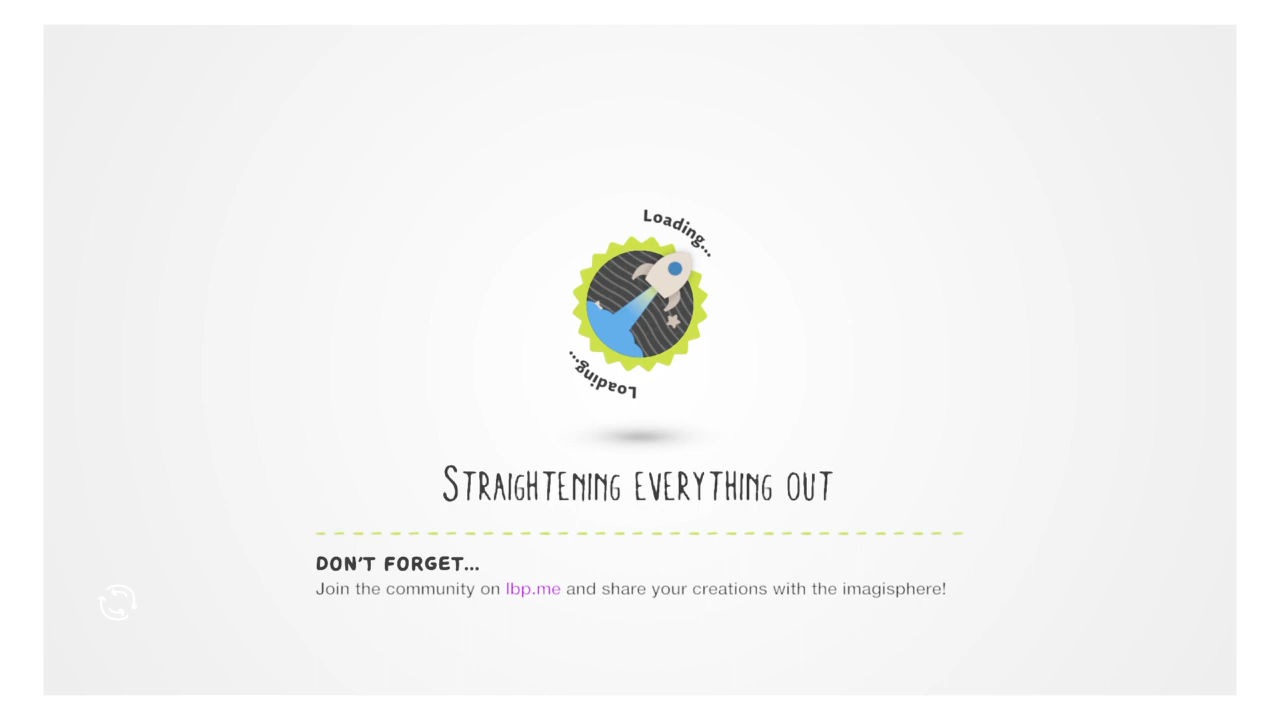 Loading...
Loading...
STRAIGHTENING EVERYTHING OUT
DON'T FORGET...
Join the community on lbp.me and share your creations with the imagisphere!